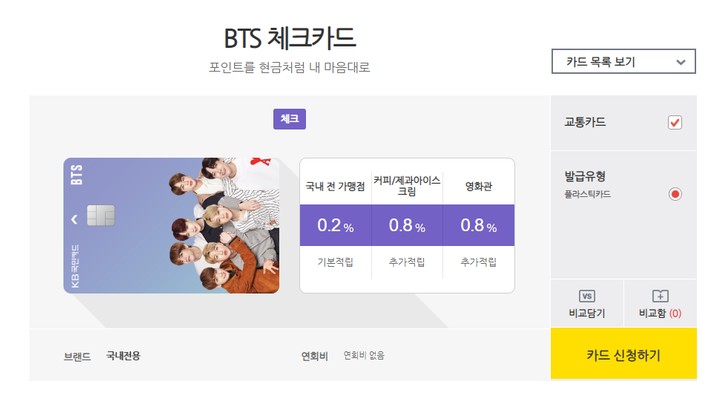 BTS 체크카드
포인트를 현금처럼 내 마음대로
카드 목록 보기
체크
BTS
KB국민카드
국내 전 가맹점
커피/제과아이스
크림
영화관
0.2 %
0.8 %
0.8 %
기본적립
추가적립
추가적립
교통카드
발급유형
플라스틱카드
VS
비교담기
비교함 (0)
브랜드 국내전용
연회비 연회비 없음
카드 신청하기